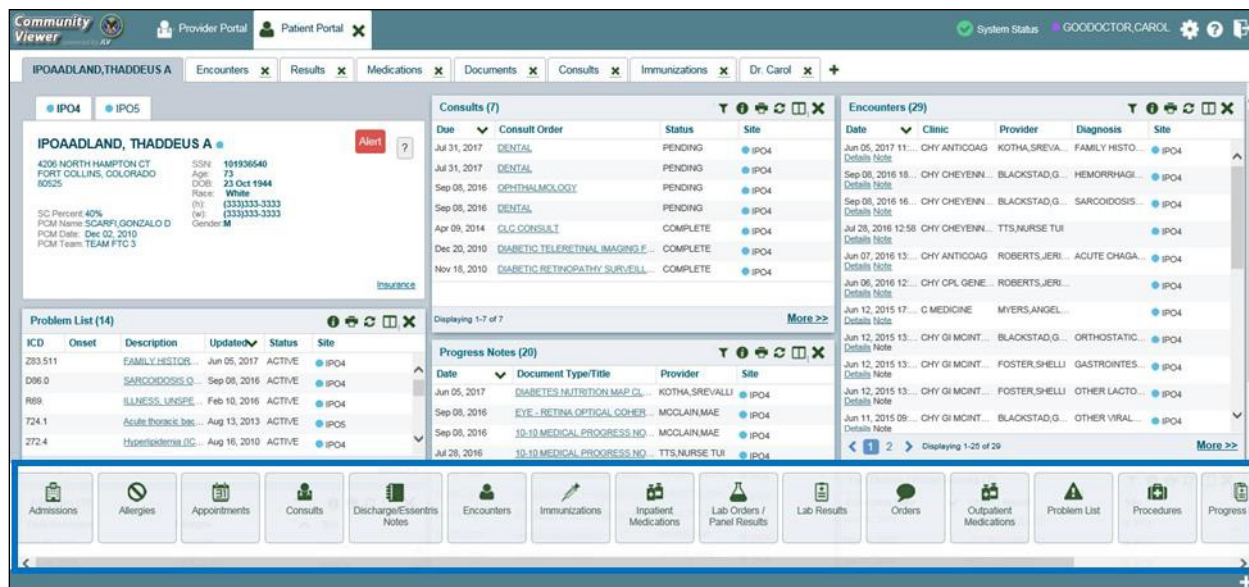 Community Viewer powered by JLV
Provider Portal
Patient Portal
System Status
GOODOCTOR,CAROL
IPOAADLAND,THADDEUS A
Encounters
Results
Medications
Documents
Consults
Immunizations
Dr. Carol
IPO4
IPO5
IPOAADLAND, THADDEUS A
Alert
?
4206 NORTH HAMPTON CT
FORT COLLINS, COLORADO
80525
SSN: 101936540
Age: 73
DOB: 23 Oct 1944
Race: White
(h): (333)333-3333
(w): (333)333-3333
Gender: M
SC Percent: 40%
PCM Name: SCARFI,GONZALO D
PCM Date: Dec 02, 2010
PCM Team: TEAM FTC 3
Insurance
Problem List (14)
ICD Onset Description Updated Status Site
Z83.511 FAMILY HISTOR... Jun 05, 2017 ACTIVE IPO4
D86.0 SARCOIDOSIS O... Sep 08, 2016 ACTIVE IPO4
R69. ILLNESS, UNSPE... Feb 10, 2016 ACTIVE IPO4
724.1 Acute thoracic bac... Aug 13, 2013 ACTIVE IPO5
272.4 Hyperlipidemia (IC... Aug 16, 2010 ACTIVE IPO4
Consults (7)
Due Consult Order Status Site
Jul 31, 2017 DENTAL PENDING IPO4
Jul 31, 2017 DENTAL PENDING IPO4
Sep 08, 2016 OPHTHALMOLOGY PENDING IPO4
Sep 08, 2016 DENTAL PENDING IPO4
Apr 09, 2014 CLC CONSULT COMPLETE IPO4
Dec 20, 2010 DIABETIC TELERETINAL IMAGING F... COMPLETE IPO4
Nov 18, 2010 DIABETIC RETINOPATHY SURVEILL... COMPLETE IPO4
Displaying 1-7 of 7 More >>
Progress Notes (20)
Date Document Type/Title Provider Site
Jun 05, 2017 DIABETES NUTRITION MAP CL... KOTHA,SREVALLI IPO4
Sep 08, 2016 EYE - RETINA OPTICAL COHER... MCCLAIN,MAE IPO4
Sep 08, 2016 10-10 MEDICAL PROGRESS NO... MCCLAIN,MAE IPO4
Jul 28, 2016 10-10 MEDICAL PROGRESS NO... TTS,NURSE TUI IPO4
Encounters (29)
Date Clinic Provider Diagnosis Site
Jun 05, 2017 11:... CHY ANTICOAG KOTHA,SREVA... FAMILY HISTO... IPO4
Details Note
Sep 08, 2016 18... CHY CHEYENN... BLACKSTAD,G... HEMORRHAGI... IPO4
Details Note
Sep 08, 2016 16... CHY CHEYENN... BLACKSTAD,G... SARCOIDOSIS... IPO4
Details Note
Jul 28, 2016 12:58 CHY CHEYENN... TTS,NURSE TUI IPO4
Details Note
Jun 07, 2016 13:... CHY ANTICOAG ROBERTS,JERI... ACUTE CHAGA... IPO4
Details Note
Jun 06, 2016 12:... CHY CPL GENE... ROBERTS,JERI... IPO4
Details Note
Jun 12, 2015 17:... C MEDICINE MYERS,ANGEL... IPO4
Details Note
Jun 12, 2015 15:... CHY GI MCINT... BLACKSTAD,G... ORTHOSTATIC... IPO4
Details Note
Jun 12, 2015 13:... CHY GI MCINT... FOSTER,SHELLI GASTROINTES... IPO4
Details Note
Jun 12, 2015 13:... CHY GI MCINT... FOSTER,SHELLI OTHER LACTO... IPO4
Details Note
Jun 11, 2015 09:... CHY GI MCINT... BLACKSTAD,G... OTHER VIRAL... IPO4
Details Note
1 2 Displaying 1-25 of 29 More >>
Admissions
Allergies
Appointments
Consults
Discharge/Essentris
Notes
Encounters
Immunizations
Inpatient
Medications
Lab Orders /
Panel Results
Lab Results
Orders
Outpatient
Medications
Problem List
Procedures
Progress